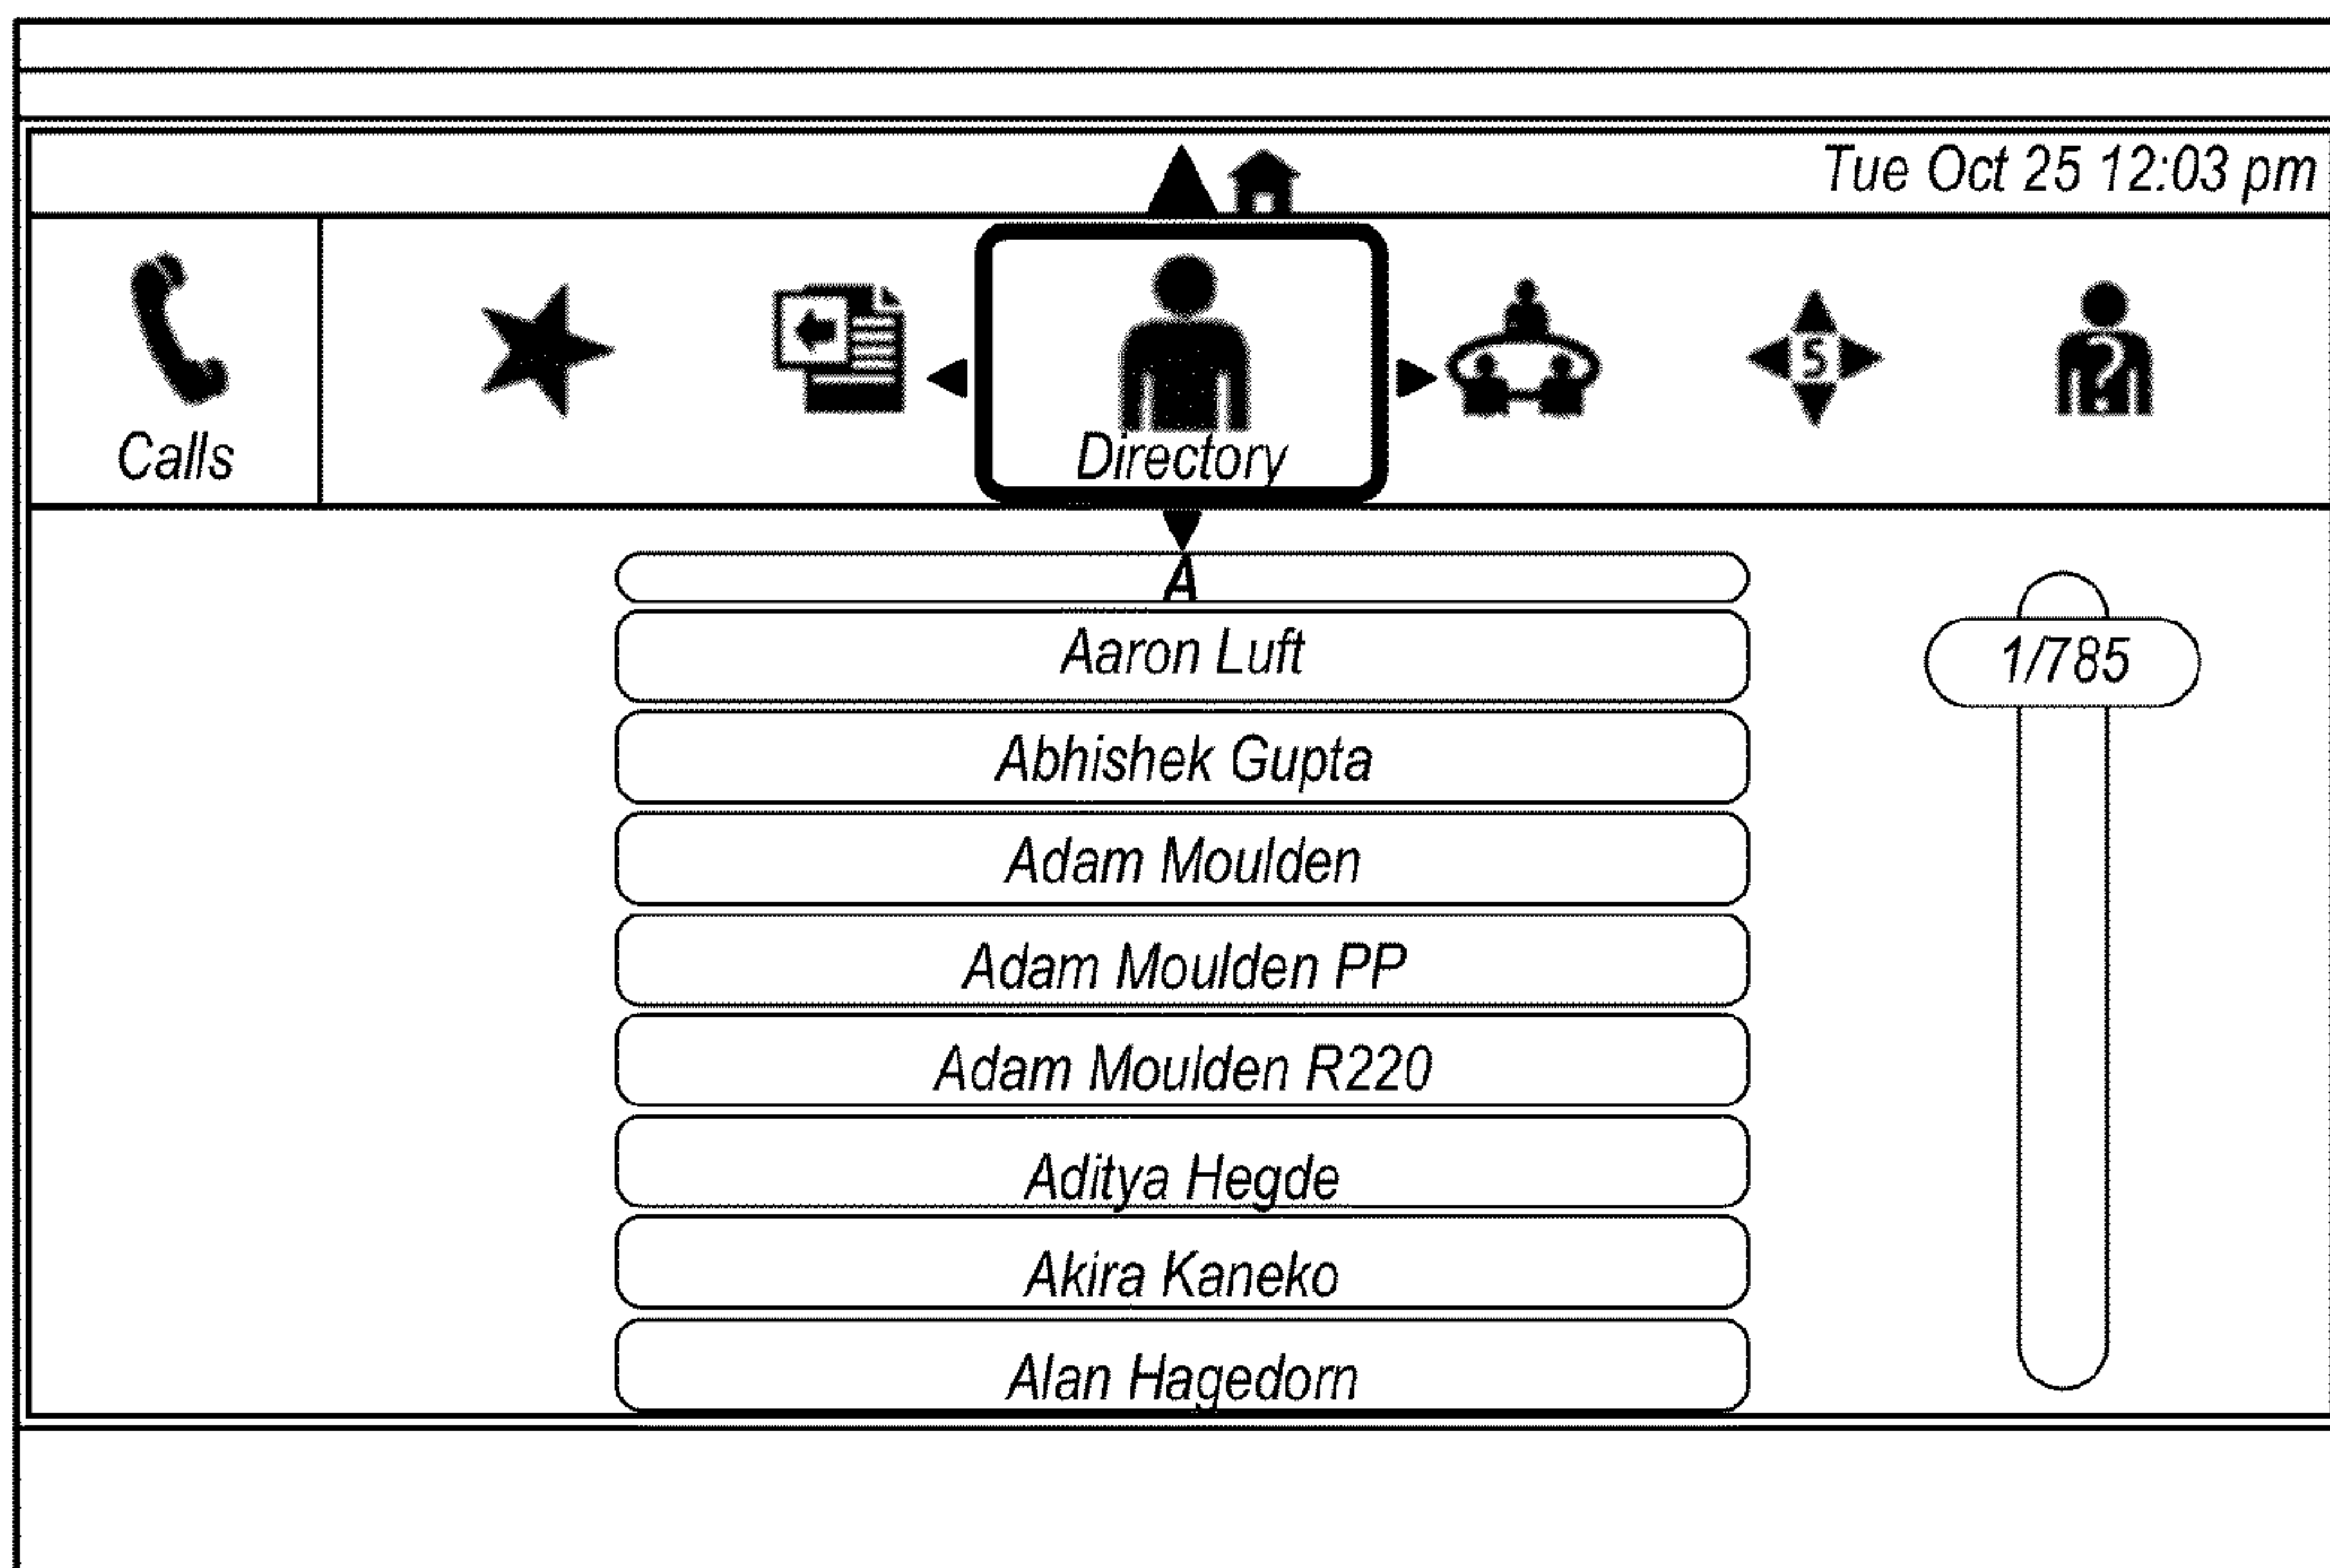 Tue Oct 25 12:03 pm
Calls
Directory
S
?
A
Aaron Luft
1/785
Abhishek Gupta
Adam Moulden
Adam Moulden PP
Adam Moulden R220
Aditya Hegde
Akira Kaneko
Alan Hagedorn